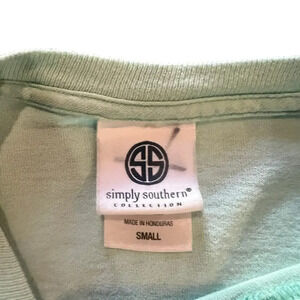 SS
simply southern®
COLLECTION
MADE IN HONDURAS
SMALL